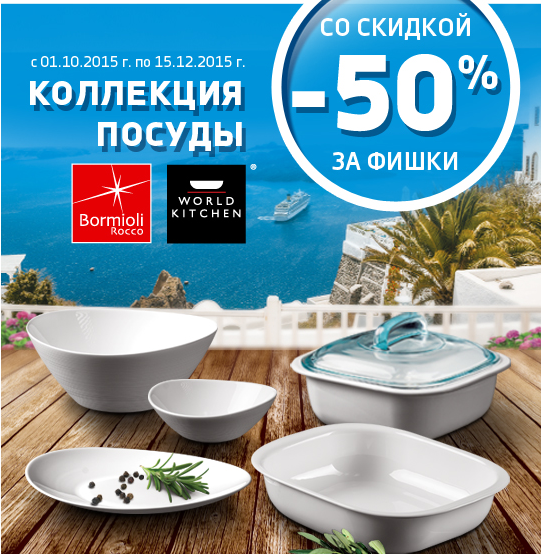 СО СКИДКОЙ
-50%
ЗА ФИШКИ
с 01.10.2015 г. по 15.12.2015 г.
КОЛЛЕКЦИЯ
ПОСУДЫ
Bormioli
Rocco
WORLD
KITCHEN
®